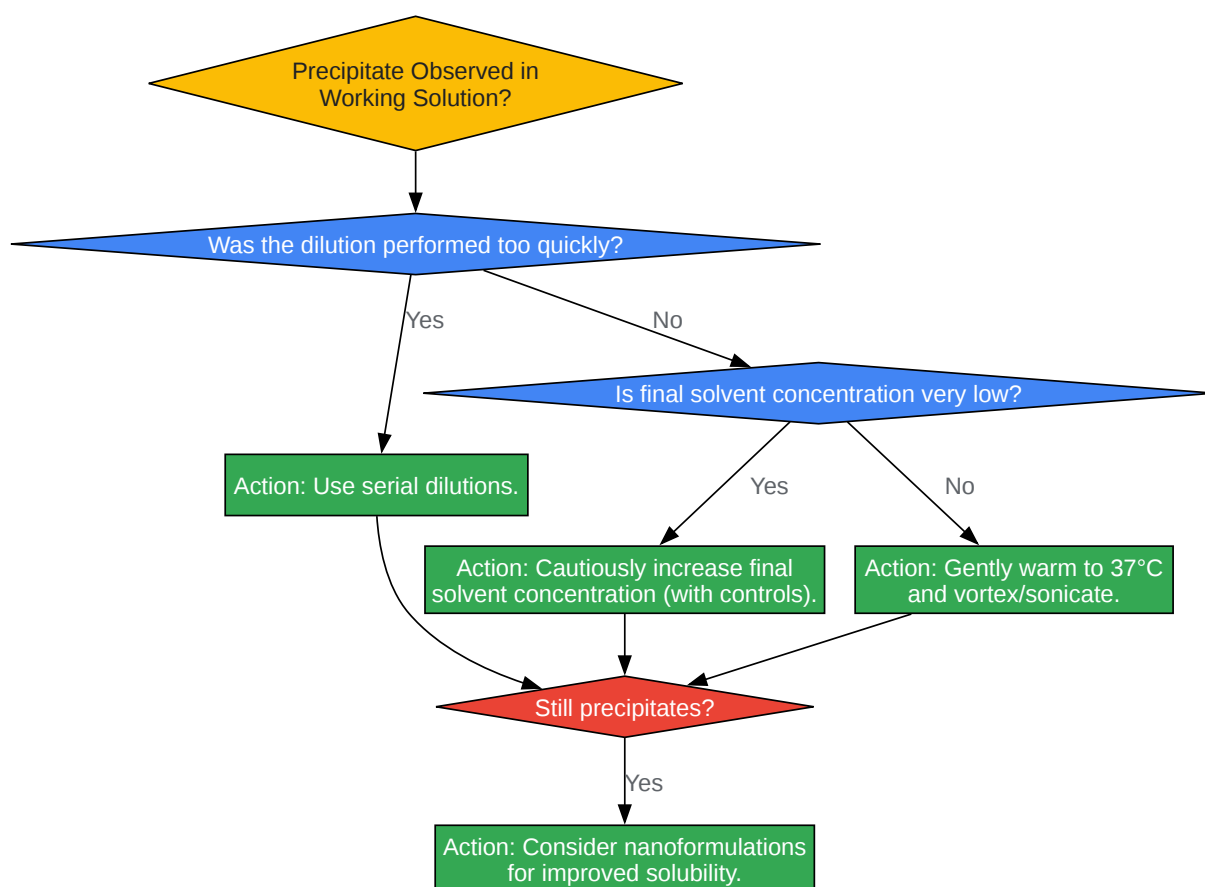 Precipitate Observed in
Working Solution?
Was the dilution performed too quickly?
Yes
No
Is final solvent concentration very low?
Action: Use serial dilutions.
Yes
No
Action: Cautiously increase final
solvent concentration (with controls).
Action: Gently warm to 37°C
and vortex/sonicate.
Still precipitates?
Yes
Action: Consider nanoformulations
for improved solubility.